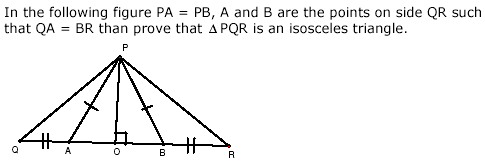 In the following figure PA = PB, A and B are the points on side QR such
that QA = BR than prove that Δ PQR is an isosceles triangle.
P
Q A O B R